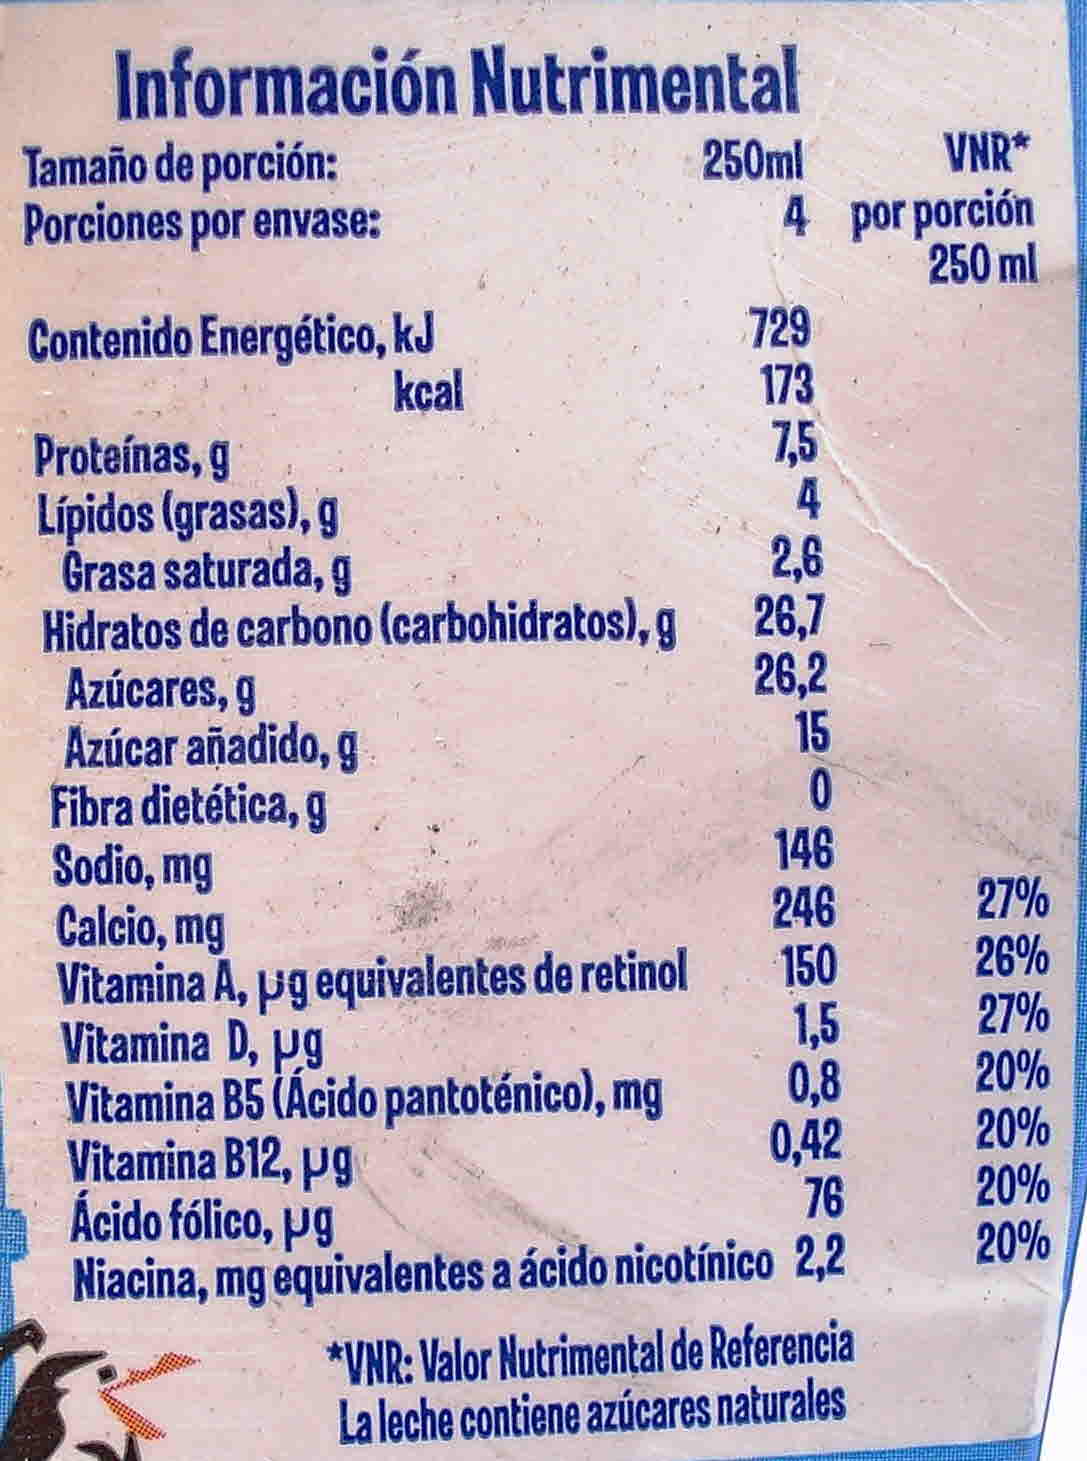 Información Nutrimental
Tamaño de porción: 250ml VNR*
Porciones por envase: 4 por porción
250 ml
Contenido Energético, kJ 729
kcal 173
Proteínas, g 7,5
Lípidos (grasas), g 4
Grasa saturada, g 2,6
Hidratos de carbono (carbohidratos), g 26,7
Azúcares, g 26,2
Azúcar añadido, g 15
Fibra dietética, g 0
Sodio, mg 146
Calcio, mg 246 27%
Vitamina A, µg equivalentes de retinol 150 26%
Vitamina D, µg 1,5 27%
Vitamina B5 (Ácido pantoténico), mg 0,8 20%
Vitamina B12, µg 0,42 20%
Ácido fólico, µg 76 20%
Niacina, mg equivalentes a ácido nicotínico 2,2 20%
*VNR: Valor Nutrimental de Referencia
La leche contiene azúcares naturales